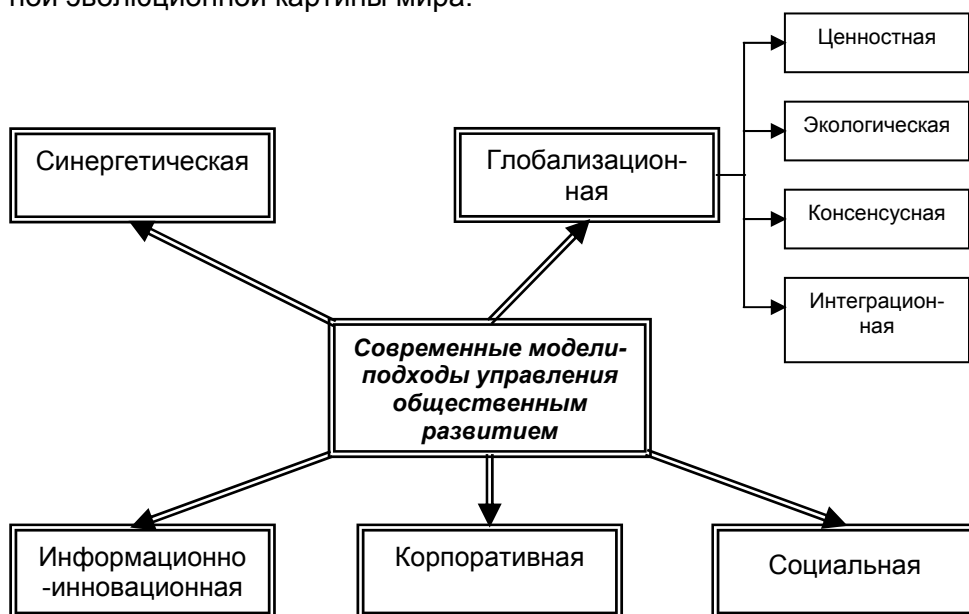 ной эволюционной картины мира.
Ценностная
Экологическая
Консенсусная
Интеграцион-
ная
Синергетическая
Глобализацион-
ная
Современные модели-
подходы управления
общественным
развитием
Информационно
-инновационная
Корпоративная
Социальная